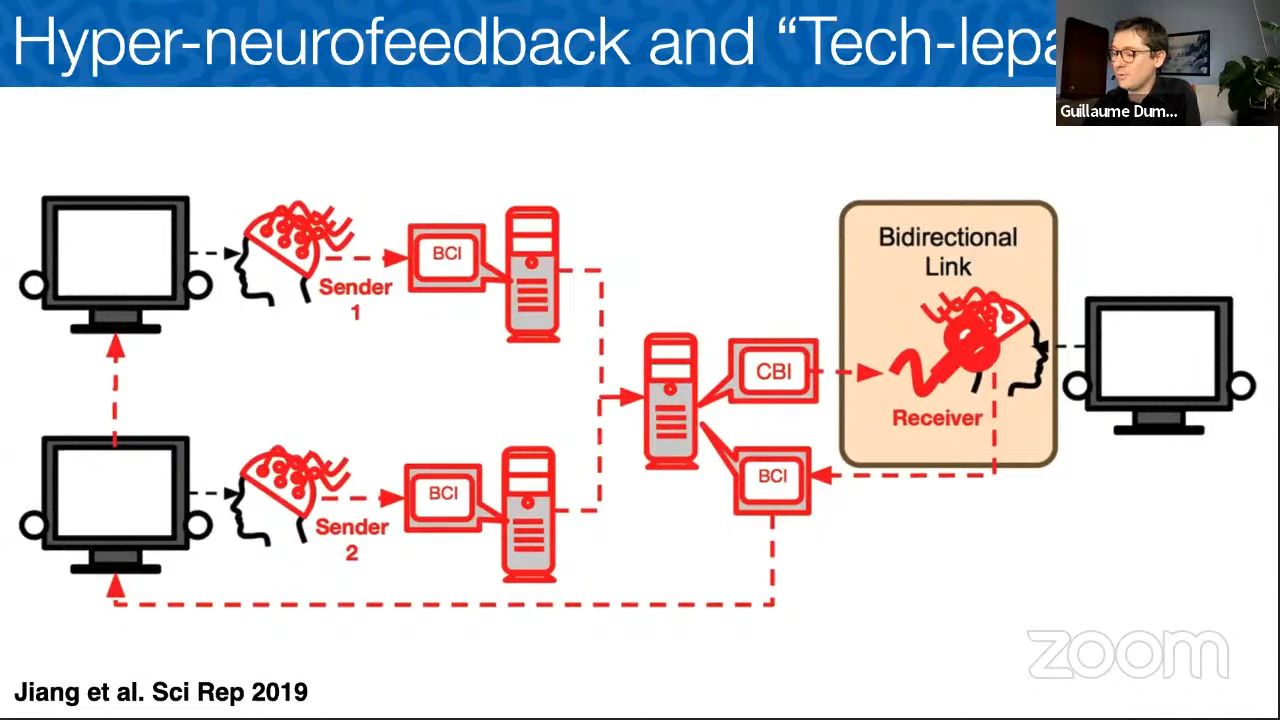 Hyper-neurofeedback and “Tech-lepa
Guillaume Dum...
Sender
1
BCI
Sender
2
BCI
CBI
BCI
Bidirectional
Link
Receiver
zoom
Jiang et al. Sci Rep 2019